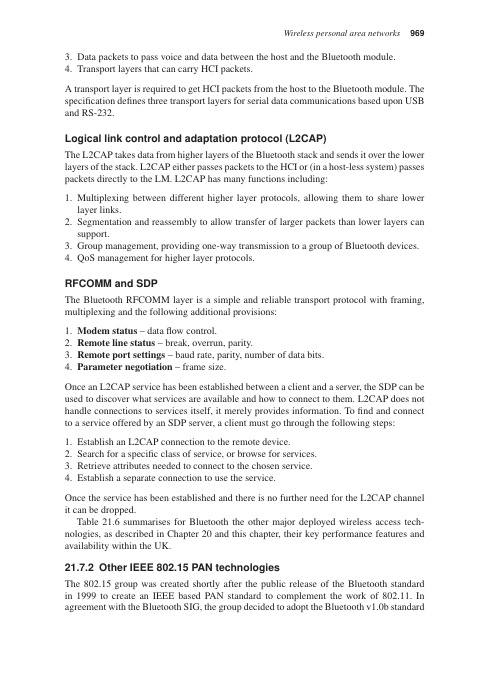 Wireless personal area networks 969
3. Data packets to pass voice and data between the host and the Bluetooth module.
4. Transport layers that can carry HCI packets.
A transport layer is required to get HCI packets from the host to the Bluetooth module. The
specification defines three transport layers for serial data communications based upon USB
and RS-232.
Logical link control and adaptation protocol (L2CAP)
The L2CAP takes data from higher layers of the Bluetooth stack and sends it over the lower
layers of the stack. L2CAP either passes packets to the HCI or (in a host-less system) passes
packets directly to the LM. L2CAP has many functions including:
1. Multiplexing between different higher layer protocols, allowing them to share lower
layer links.
2. Segmentation and reassembly to allow transfer of larger packets than lower layers can
support.
3. Group management, providing one-way transmission to a group of Bluetooth devices.
4. QoS management for higher layer protocols.
RFCOMM and SDP
The Bluetooth RFCOMM layer is a simple and reliable transport protocol with framing,
multiplexing and the following additional provisions:
1. Modem status – data flow control.
2. Remote line status – break, overrun, parity.
3. Remote port settings – baud rate, parity, number of data bits.
4. Parameter negotiation – frame size.
Once an L2CAP service has been established between a client and a server, the SDP can be
used to discover what services are available and how to connect to them. L2CAP does not
handle connections to services itself, it merely provides information. To find and connect
to a service offered by an SDP server, a client must go through the following steps:
1. Establish an L2CAP connection to the remote device.
2. Search for a specific class of service, or browse for services.
3. Retrieve attributes needed to connect to the chosen service.
4. Establish a separate connection to use the service.
Once the service has been established and there is no further need for the L2CAP channel
it can be dropped.
Table 21.6 summarises for Bluetooth the other major deployed wireless access tech-
nologies, as described in Chapter 20 and this chapter, their key performance features and
availability within the UK.
21.7.2 Other IEEE 802.15 PAN technologies
The 802.15 group was created shortly after the public release of the Bluetooth standard
in 1999 to create an IEEE based PAN standard to complement the work of 802.11. In
agreement with the Bluetooth SIG, the group decided to adopt the Bluetooth v1.0b standard